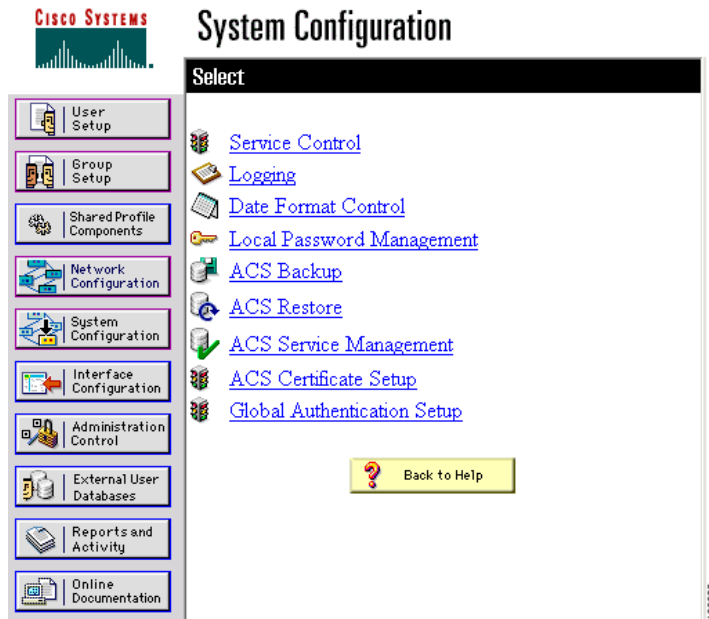 CISCO SYSTEMS
System Configuration
Select
User
Setup
Group
Setup
Shared Profile
Components
Network
Configuration
System
Configuration
Interface
Configuration
Administration
Control
External User
Databases
Reports and
Activity
Online
Documentation
Service Control
Logging
Date Format Control
Local Password Management
ACS Backup
ACS Restore
ACS Service Management
ACS Certificate Setup
Global Authentication Setup
Back to Help